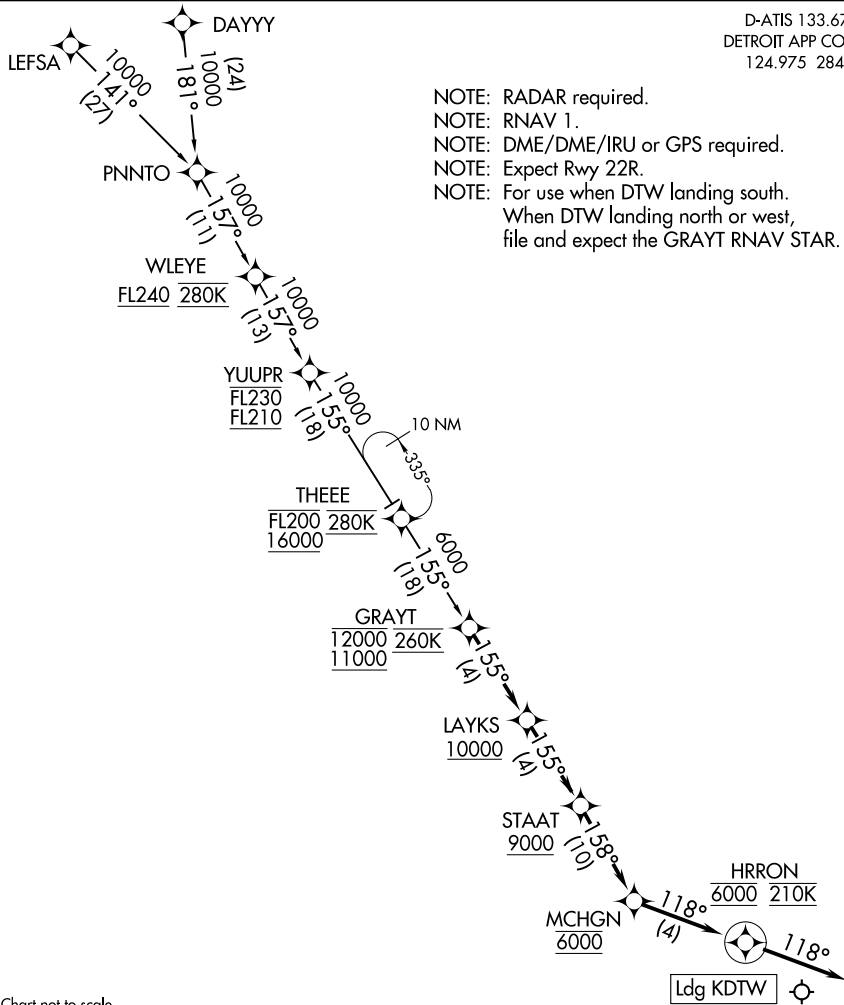 DAYYY
D-ATIS 133.67
DETROIT APP CO
124.975 284
LEFSA
10000
141°
(27)
(24)
10000
181°
NOTE: RADAR required.
NOTE: RNAV 1.
NOTE: DME/DME/IRU or GPS required.
NOTE: Expect Rwy 22R.
NOTE: For use when DTW landing south.
When DTW landing north or west,
file and expect the GRAYT RNAV STAR.
PNNTO
10000
157°
(11)
WLEYE
FL240 280K
10000
157°
(13)
YUUPR
FL230
FL210
10000
155°
(18)
10 NM
335°
THEEE
FL200 280K
16000
6000
155°
(18)
GRAYT
12000 260K
11000
155°
(4)
LAYKS
10000
155°
(4)
STAAT
9000
158°
(10)
HRRON
6000 210K
MCHGN
6000
118°
(4)
118°
Ldg KDTW
Chart not to scale